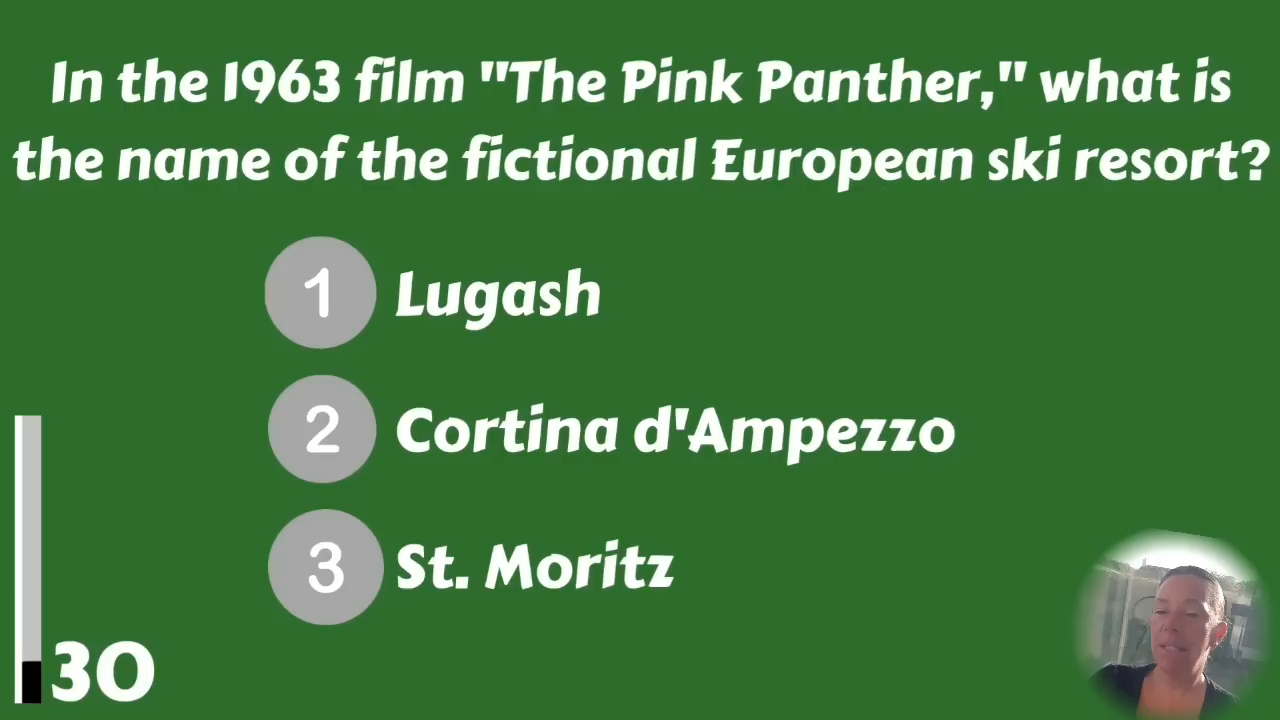 In the 1963 film "The Pink Panther," what is
the name of the fictional European ski resort?
1 Lugash
2 Cortina d'Ampezzo
3 St. Moritz
30